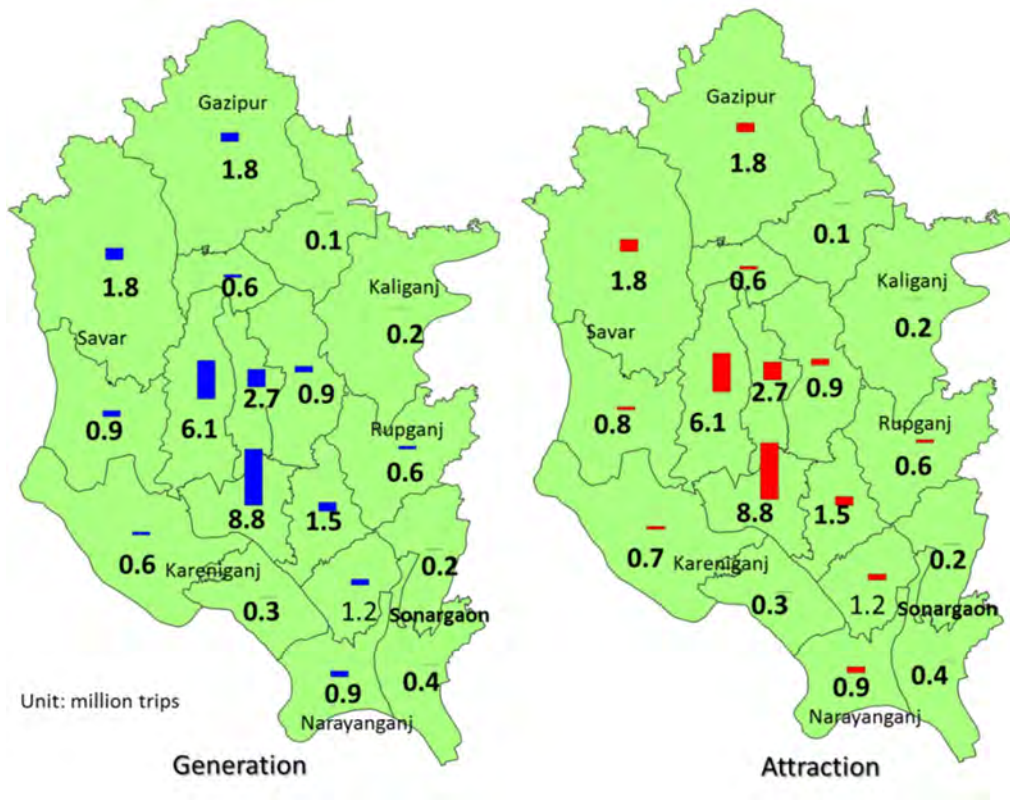 Gazipur
1.8
0.1
1.8
0.6
Kaliganj
0.2
Savar
2.7
0.9
6.1
0.9
Rupganj
0.6
8.8
1.5
0.6
Kareniganj
0.2
0.3
1.2
Sonargaon
0.9
0.4
Unit: million trips
Narayanganj
Generation
Gazipur
1.8
0.1
1.8
0.6
Kaliganj
0.2
Savar
2.7
0.9
0.8
6.1
Rupganj
0.6
8.8
1.5
0.7
Kareniganj
0.2
0.3
1.2
Sonargaon
0.9
0.4
Narayanganj
Attraction